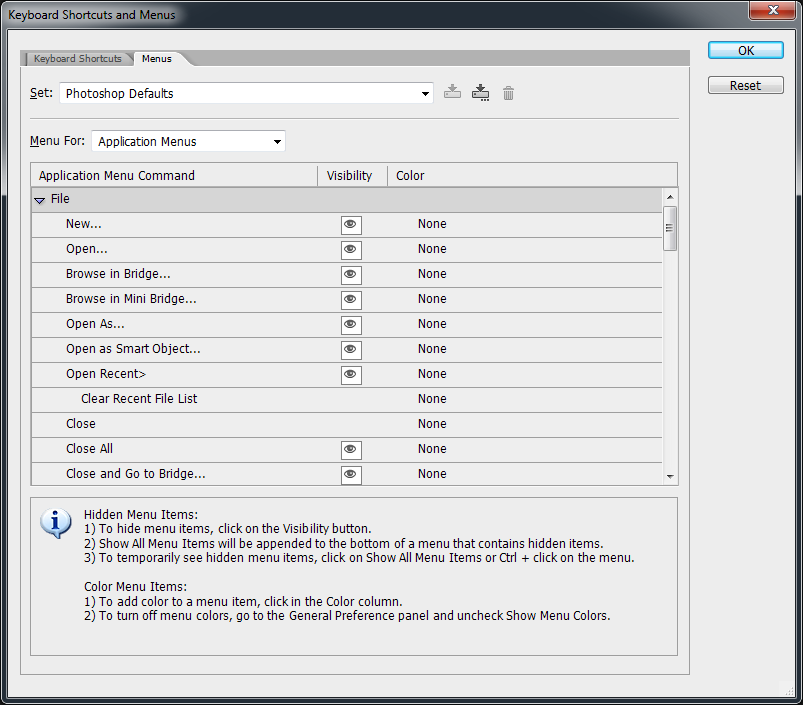 Keyboard Shortcuts and Menus
Keyboard Shortcuts Menus
OK
Set: Photoshop Defaults
Reset
Menu For: Application Menus
Application Menu Command Visibility Color
File
New... None
Open... None
Browse in Bridge... None
Browse in Mini Bridge... None
Open As... None
Open as Smart Object... None
Open Recent> None
Clear Recent File List None
Close None
Close All None
Close and Go to Bridge... None
Hidden Menu Items:
1) To hide menu items, click on the Visibility button.
2) Show All Menu Items will be appended to the bottom of a menu that contains hidden items.
3) To temporarily see hidden menu items, click on Show All Menu Items or Ctrl + click on the menu.
Color Menu Items:
1) To add color to a menu item, click in the Color column.
2) To turn off menu colors, go to the General Preference panel and uncheck Show Menu Colors.